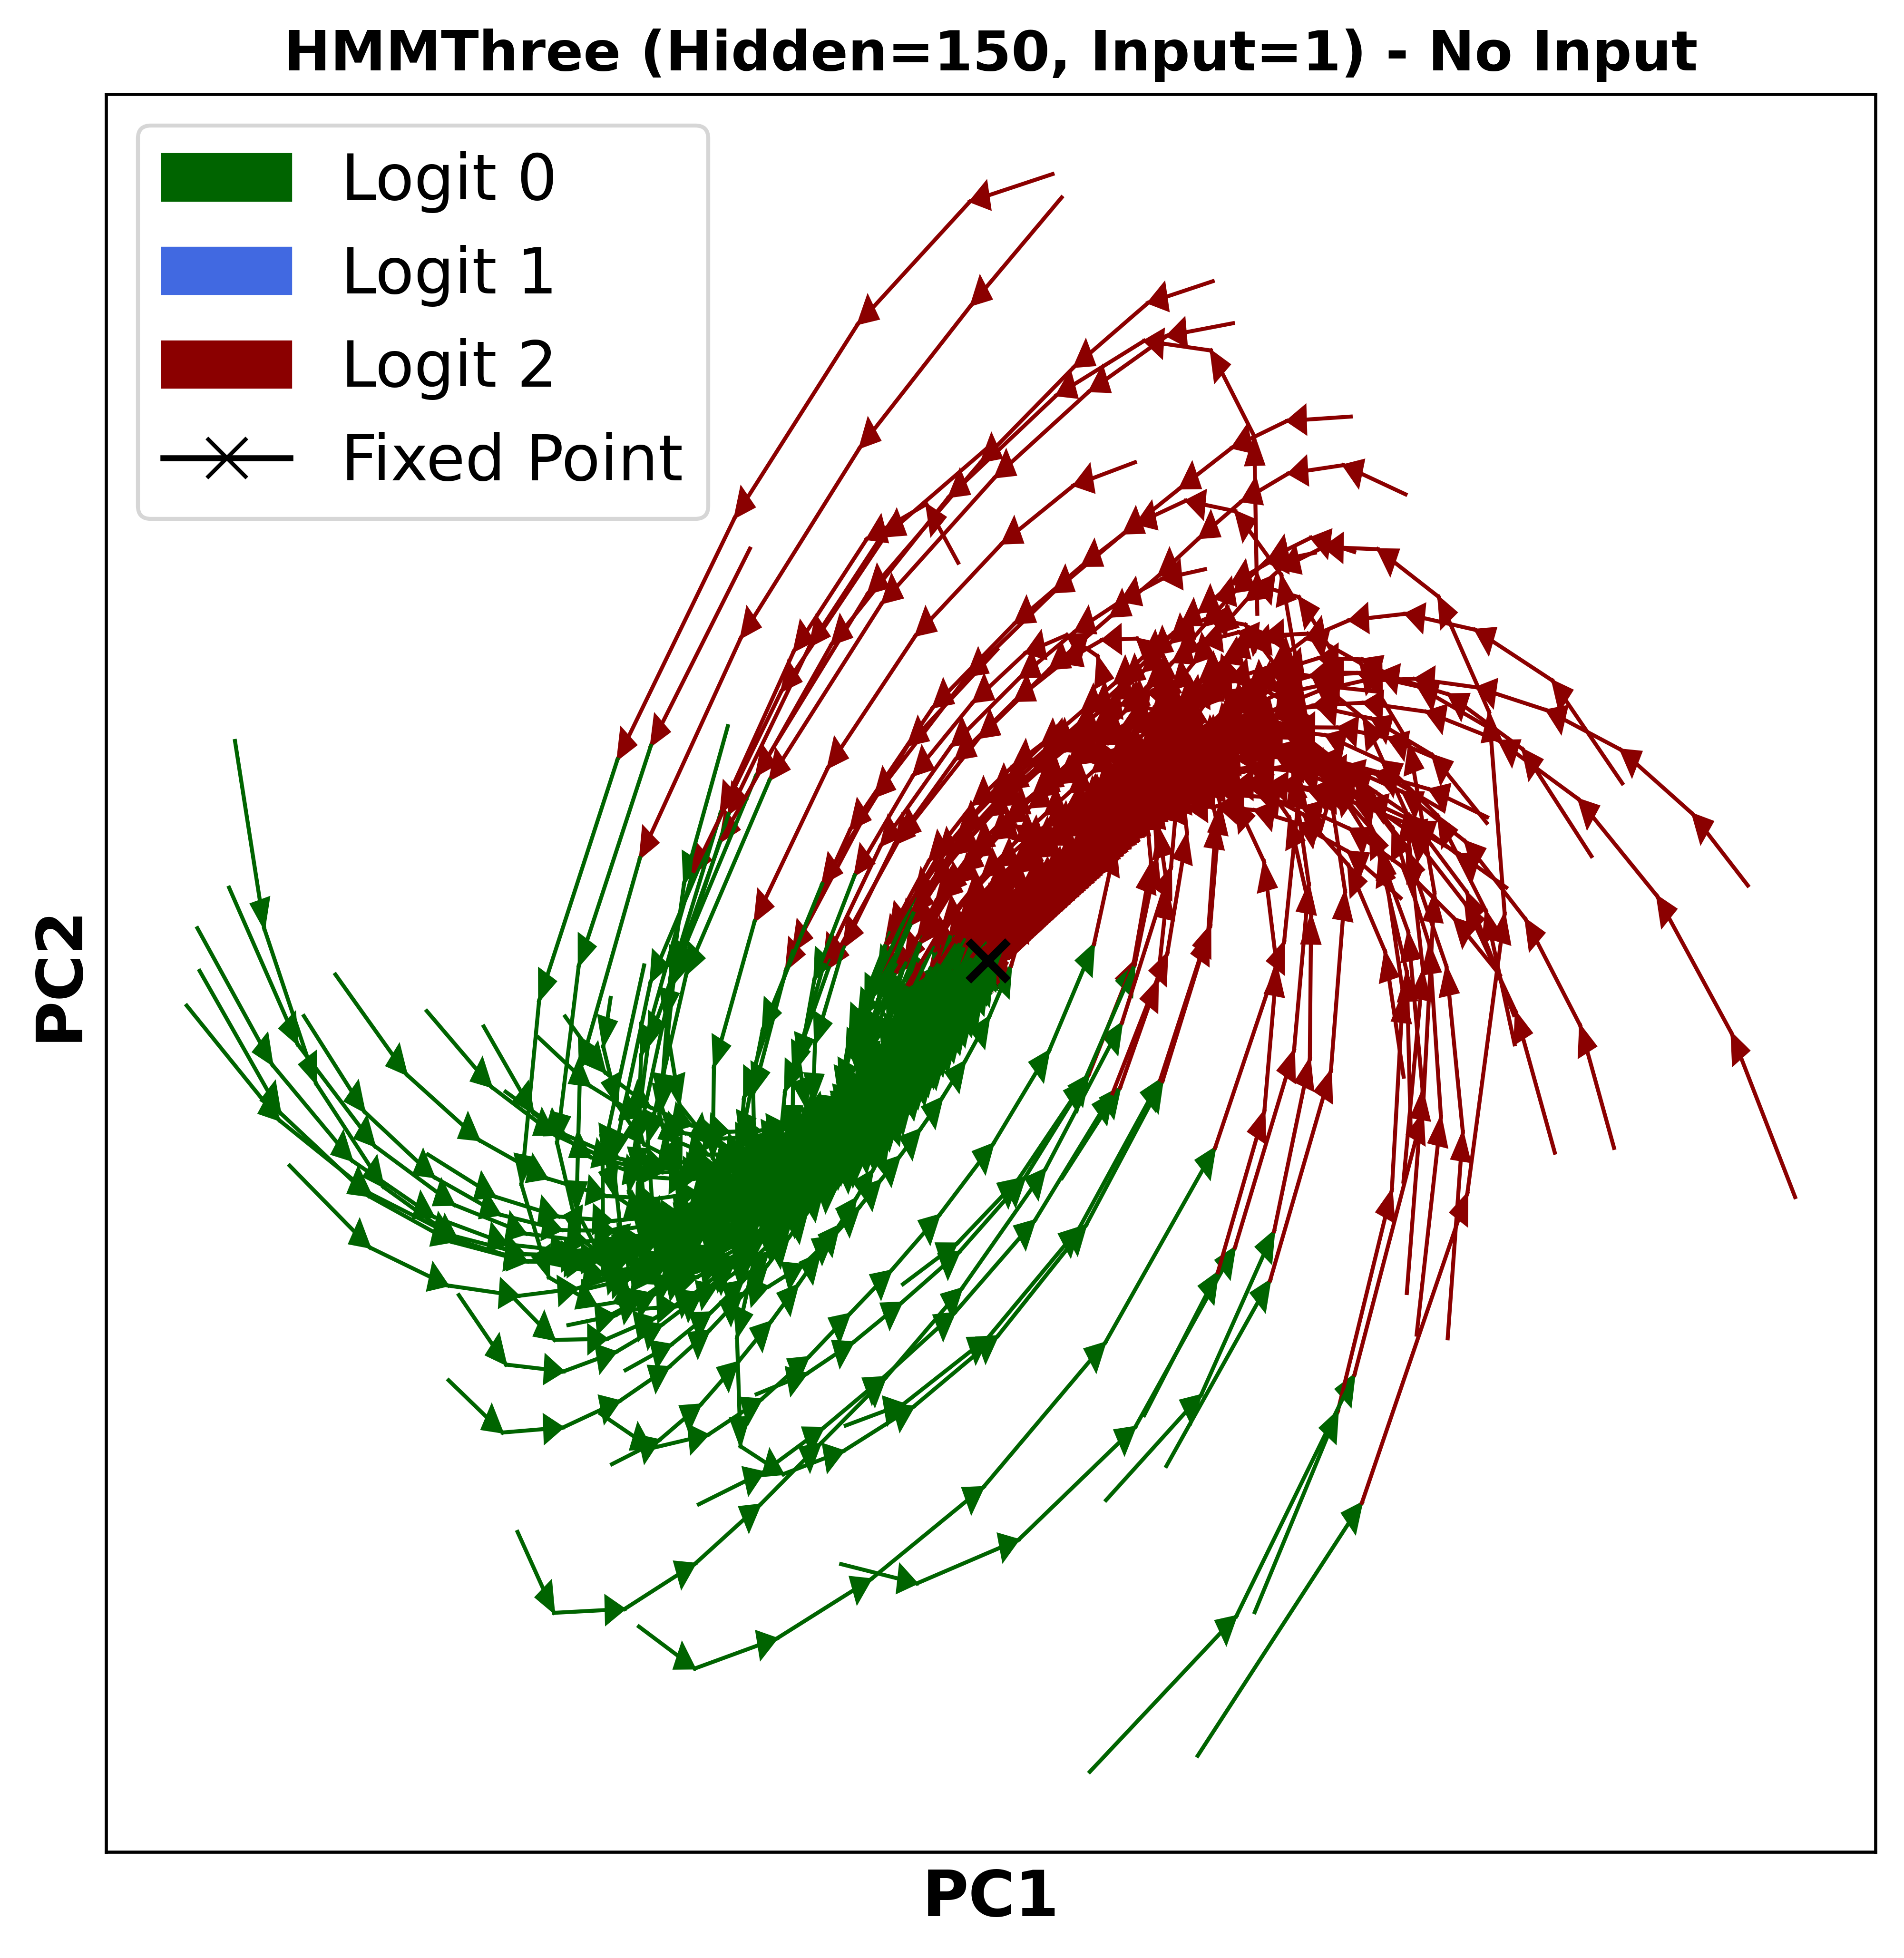 HMMThree (Hidden=150, Input=1) - No Input
Logit 0
Logit 1
Logit 2
Fixed Point
PC2
PC1